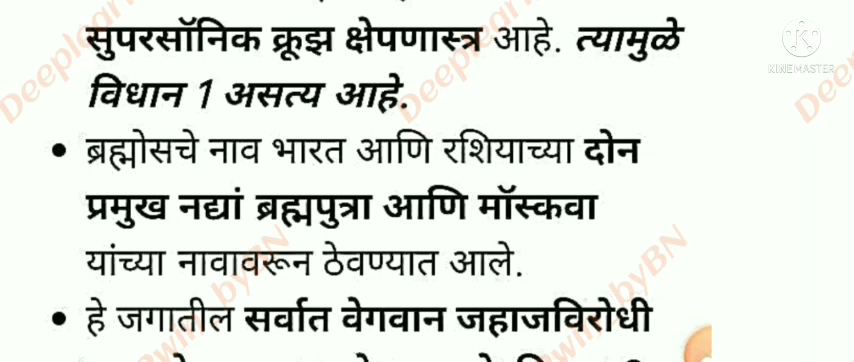 सुपरसॉनिक क्रूझ क्षेपणास्त्र आहे. त्यामुळे
विधान 1 असत्य आहे.
• ब्रह्मोसचे नाव भारत आणि रशियाच्या दोन
प्रमुख नद्यां ब्रह्मपुत्रा आणि मॉस्कवा
यांच्या नावावरून ठेवण्यात आले.
• हे जगातील सर्वात वेगवान जहाजविरोधी
KINEMASTER